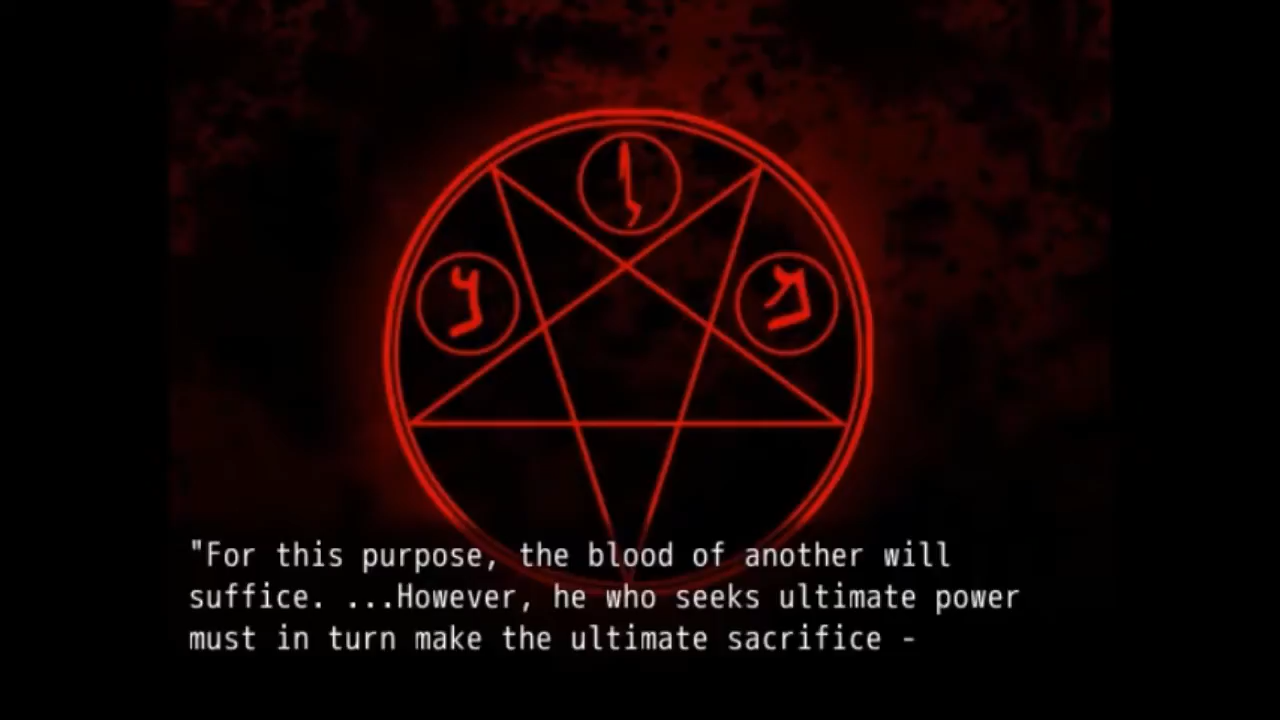 "For this purpose, the blood of another will
suffice. ...However, he who seeks ultimate power
must in turn make the ultimate sacrifice -